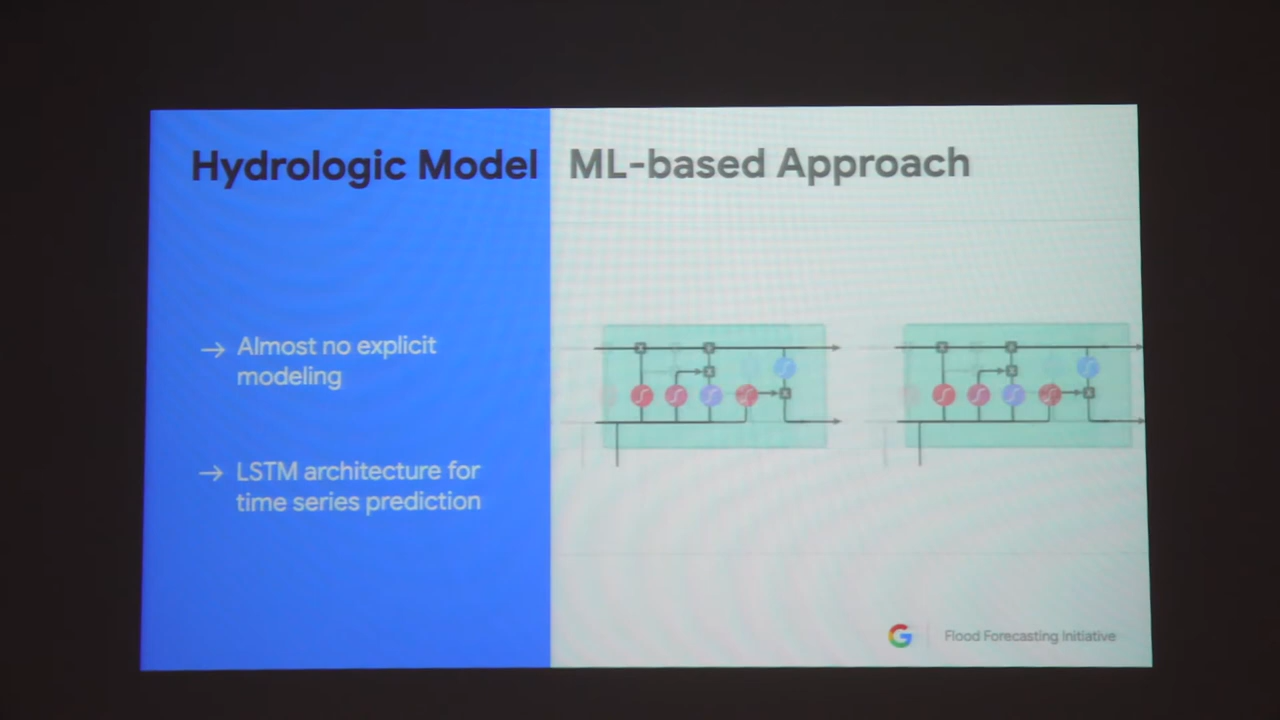 Hydrologic Model
ML-based Approach
→ Almost no explicit
modeling
→ LSTM architecture for
time series prediction
G | Flood Forecasting Initiative